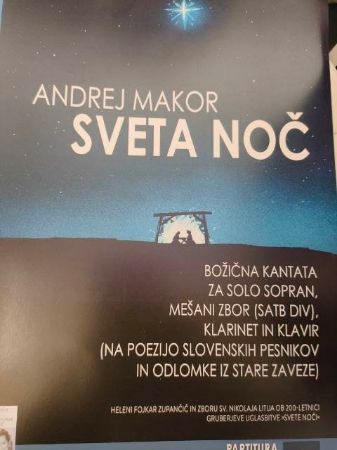 ANDREJ MAKOR
SVETA NOČ
BOŽIČNA KANTATA
ZA SOLO SOPRAN,
MEŠANI ZBOR (SATB DIV),
KLARINET IN KLAVIR
(NA POEZIJO SLOVENSKIH PESNIKOV
IN ODLOMKE IZ STARE ZAVEZE)
HELENI FOJKAR ZUPANČIČ IN ZBORU SV. NIKOLAJA LITIJA OB 200-LETNICI
GRUBERJEVE UGLASBITVE »SVETE NOČI«
PARTITURA